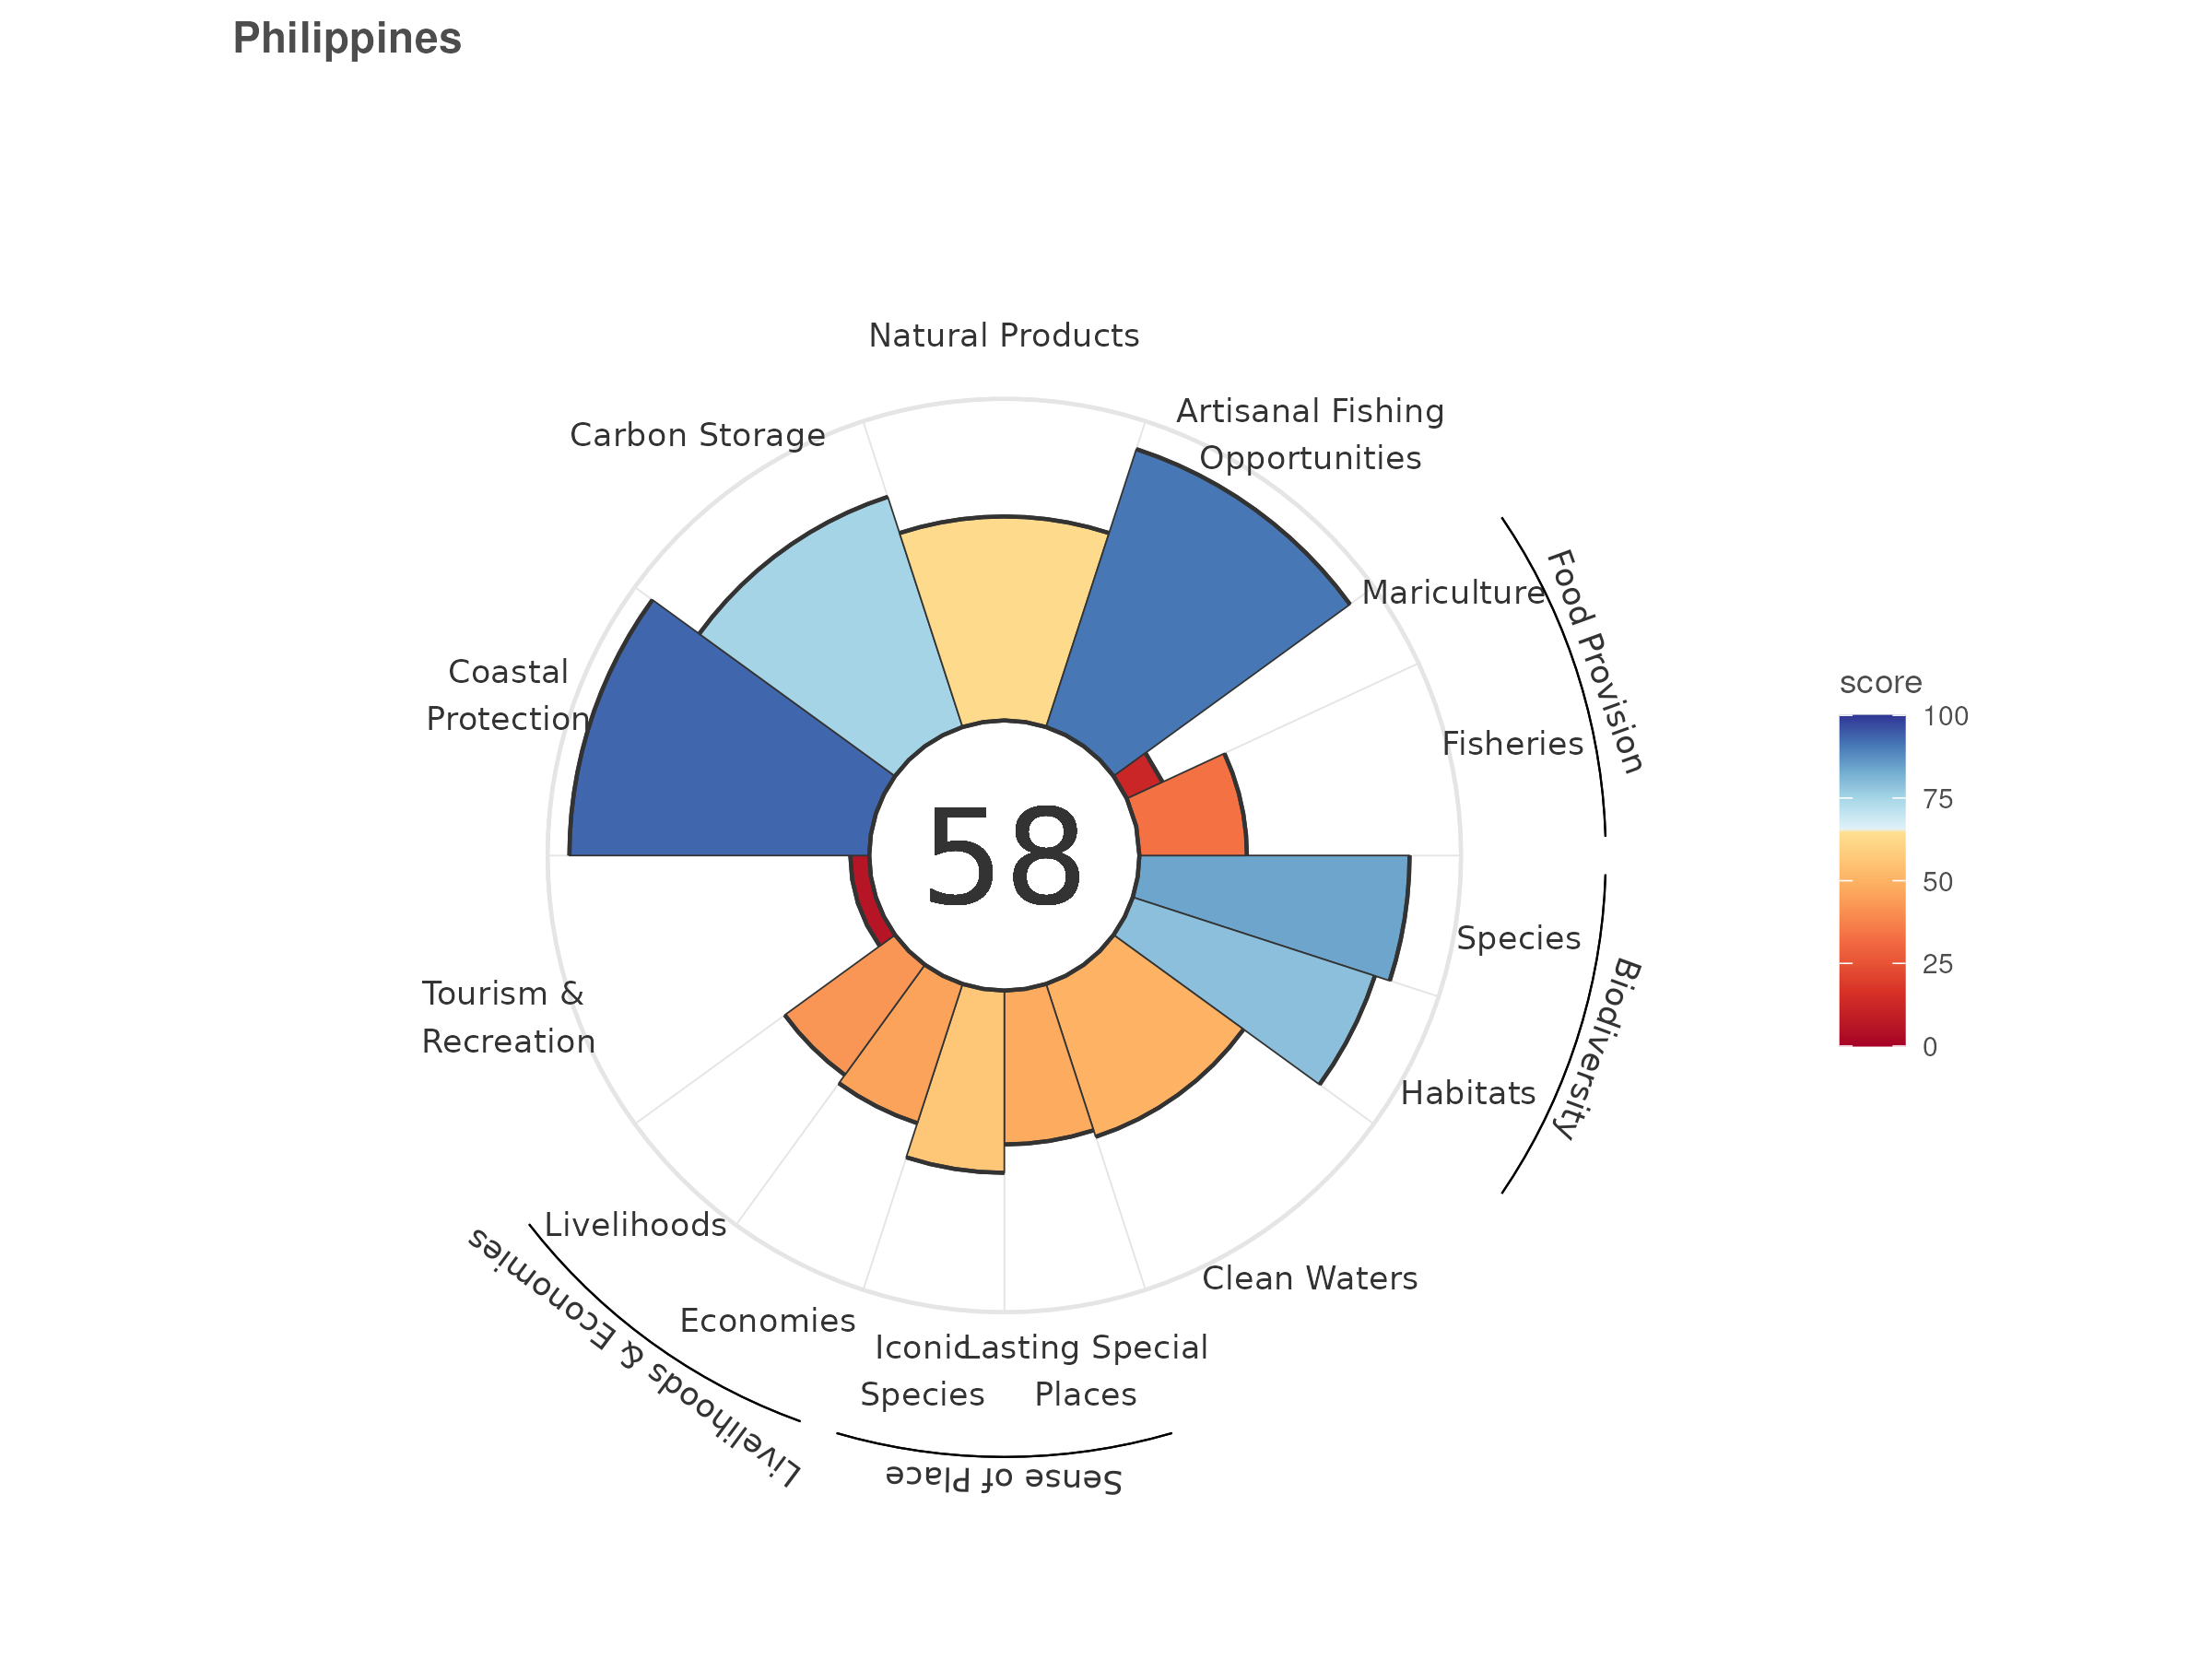 Philippines
Natural Products
Artisanal Fishing
Opportunities
Carbon Storage
Mariculture
Food Provision
Fisheries
Coastal
Protection
score
100
75
50
25
0
58
Species
Biodiversity
Habitats
Tourism &
Recreation
Livelihoods
Livelihoods & Economies
Clean Waters
Economies
Iconic
Species
Lasting Special
Places
Sense of Place